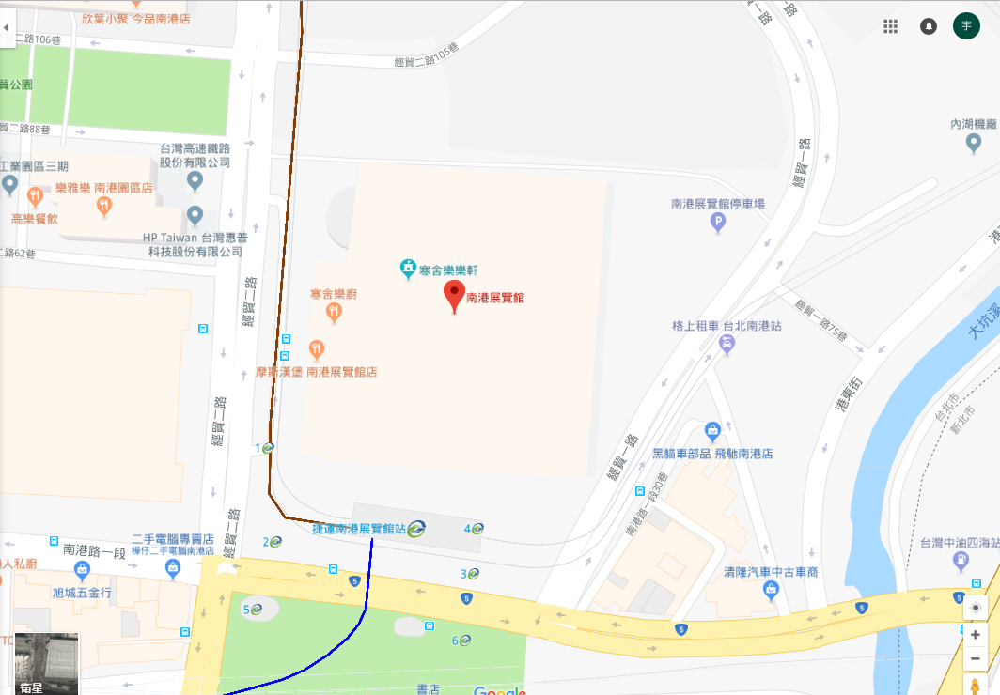 欣葉小聚 今品南港店
二路106巷
經貿二路105巷
宇
貿公園
貿二路88巷
台灣高速鐵路
股份有限公司
內湖機廠
工業園區三期
樂雅樂 南港園區店
高樂餐飲
HP Taiwan 台灣惠普
科技股份有限公司
二路62巷
經貿一路
南港展覽館停車場
P
港
寒舍樂樂軒
南港展覽館
寒舍樂廚
經貿二路
摩斯漢堡 南港展覽館店
格上租車 台北南港站
經貿一路75巷
大坑溪
港東街
台北市
新北市
經貿二路
1
經貿一路
黑貓車部品 飛馳南港店
南港路一段30巷
經貿二路
捷運南港展覽館站
4
2
3
二手電腦專賣店
樺仔二手電腦南港店
南港路一段
人私廚
旭城五金行
5
5
5
6
清隆汽車中古車商
台灣中油四海站
5
5
5
書店
Google
衛星